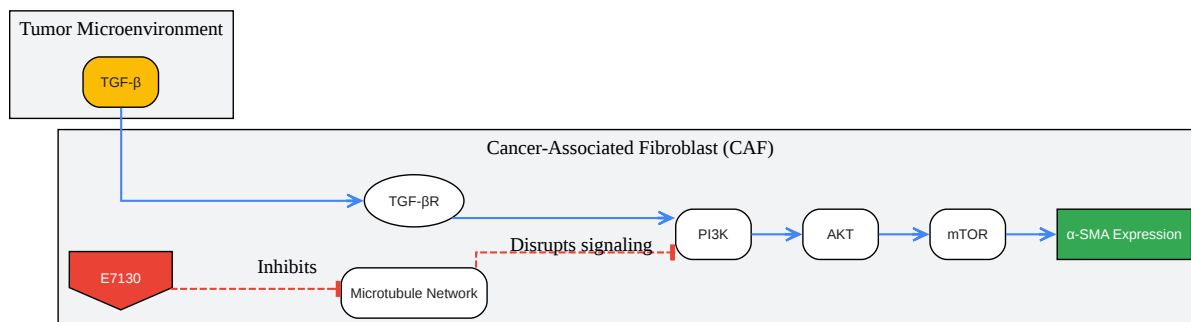 Tumor Microenvironment
TGF-β
Cancer-Associated Fibroblast (CAF)
TGF-βR
PI3K
AKT
mTOR
α-SMA Expression
Disrupts signaling
Inhibits
E7130
Microtubule Network